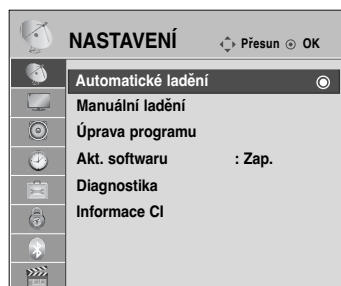 NASTAVENÍ Přesun OK
Automatické ladění
Manuální ladění
Úprava programu
Akt. softwaru : Zap.
Diagnostika
Informace CI